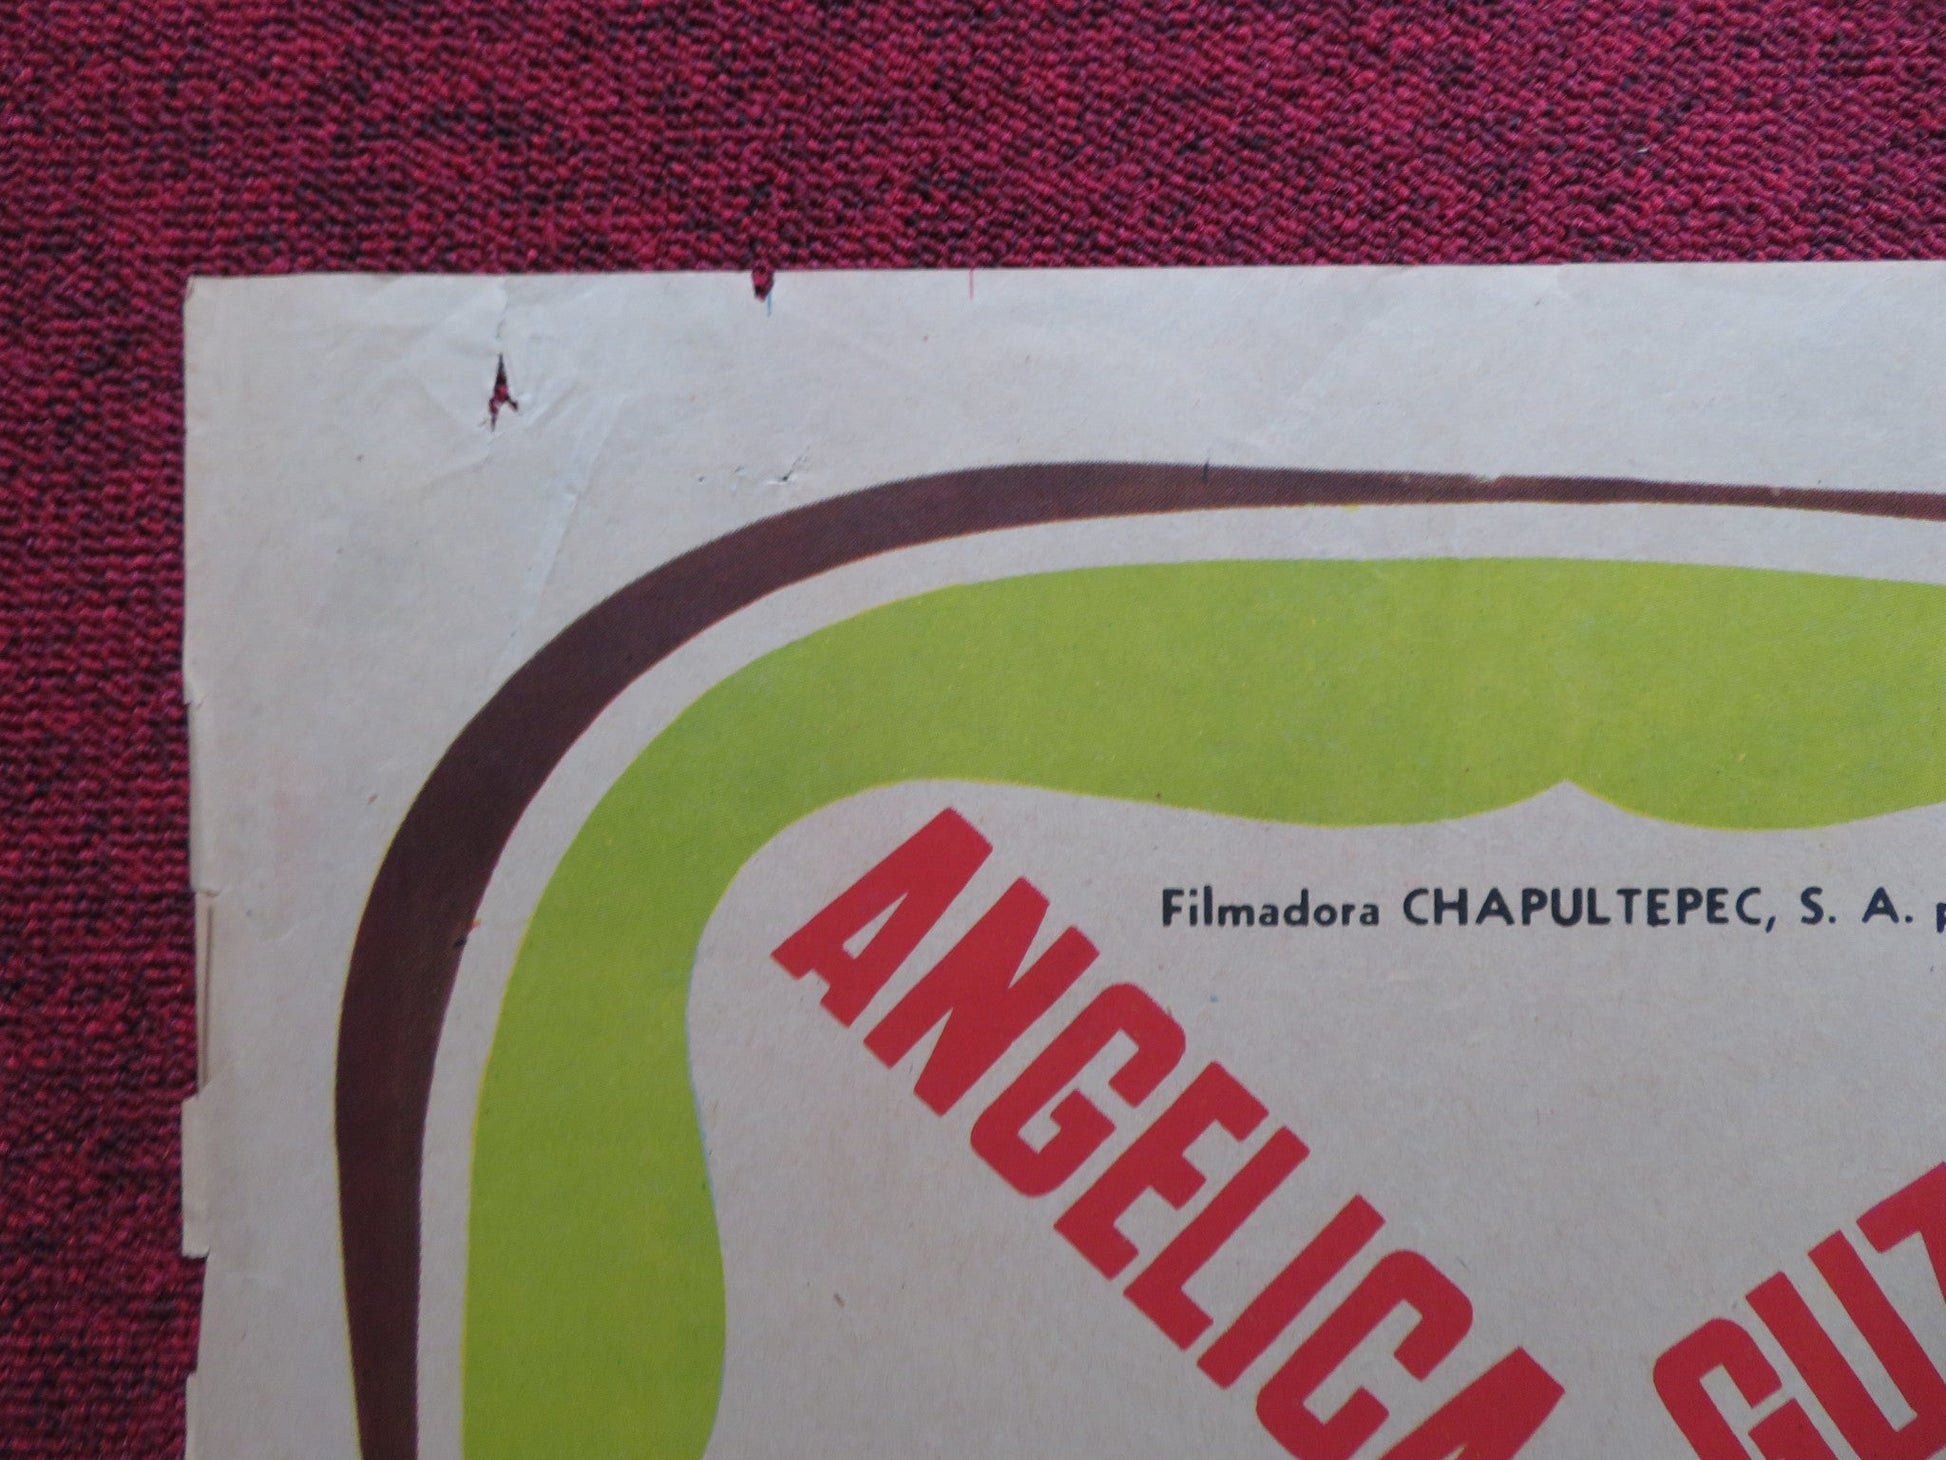 Filmadora CHAPULTEPEC, S. A.
ANGELICA